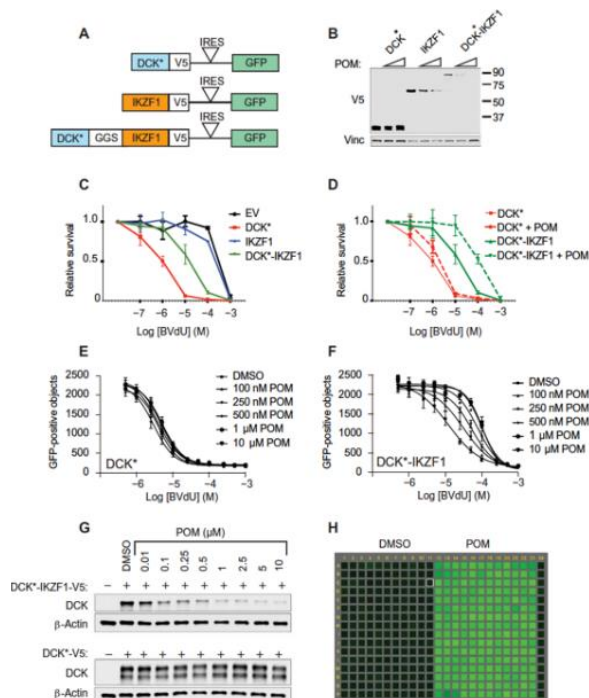 A
IRES
DCK* V5 GFP
IRES
IKZF1 V5 GFP
IRES
DCK* GGS IKZF1 V5 GFP
B
DCK* IKZF1 DCK*-IKZF1
POM:
V5
90
75
50
37
Vinc
C
Relative survival
1.0
0.5
0
EV
DCK*
IKZF1
DCK*-IKZF1
−7 −6 −5 −4 −3
Log [BVdU] (M)
D
Relative survival
1.0
0.5
0
DCK*
DCK* + POM
DCK*-IKZF1
DCK*-IKZF1 + POM
−7 −6 −5 −4 −3
Log [BVdU] (M)
E
GFP-positive objects
2500
2000
1500
1000
500
0
DMSO
100 nM POM
250 nM POM
500 nM POM
1 μM POM
10 μM POM
DCK*
−6 −5 −4 −3
Log [BVdU] (M)
F
GFP-positive objects
2500
2000
1500
1000
500
0
DMSO
100 nM POM
250 nM POM
500 nM POM
1 μM POM
10 μM POM
DCK*-IKZF1
−6 −5 −4 −3
Log [BVdU] (M)
G
POM (μM)
DMSO 0.01 0.1 0.25 0.5 1 2.5 5 10
DCK*-IKZF1-V5: − + + + + + + + + +
DCK
β-Actin
DCK*-V5: − + + + + + + + + +
DCK
β-Actin
H
DMSO POM